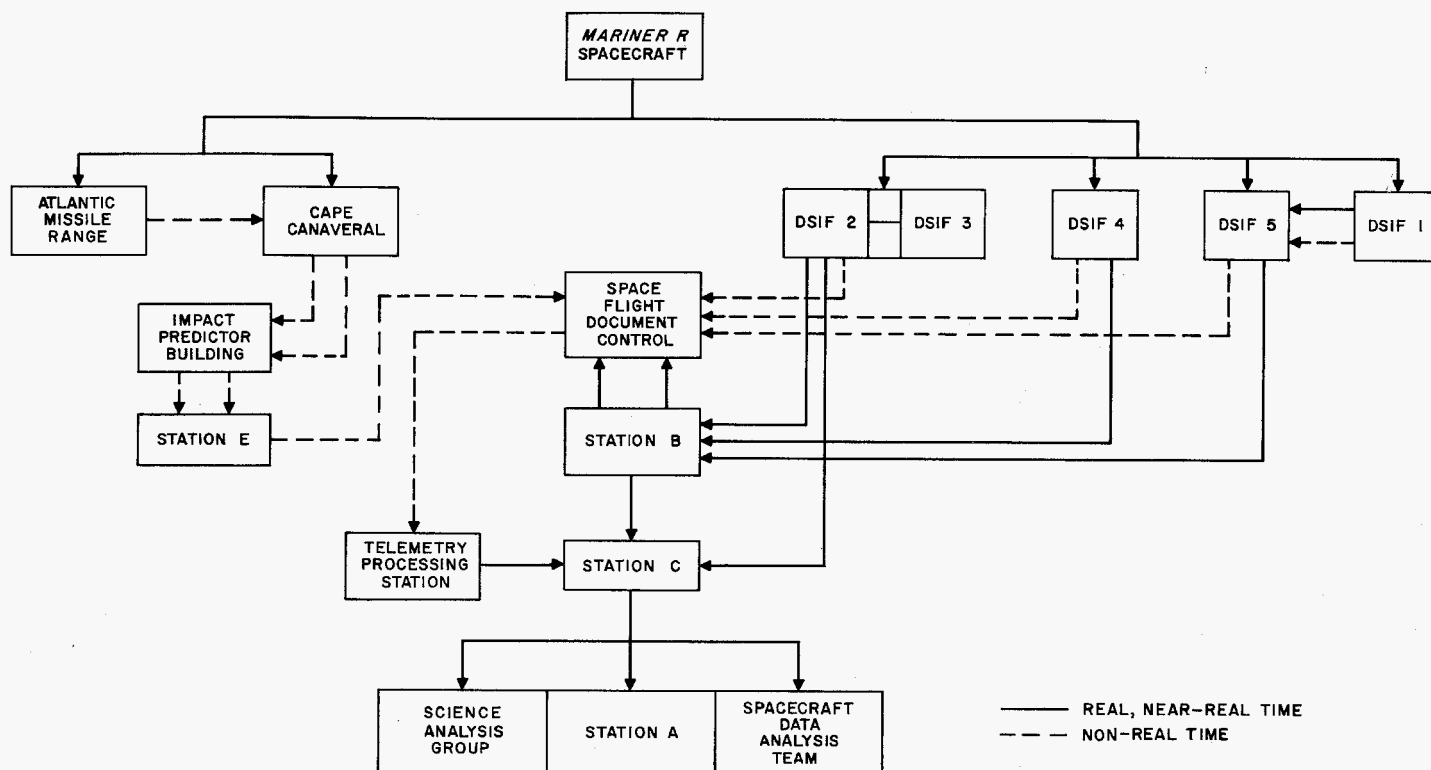 MARINER R
SPACECRAFT
ATLANTIC
MISSILE
RANGE
CAPE
CANAVERAL
DSIF 2
DSIF 3
DSIF 4
DSIF 5
DSIF 1
SPACE
FLIGHT
DOCUMENT
CONTROL
IMPACT
PREDICTOR
BUILDING
STATION E
STATION B
TELEMETRY
PROCESSING
STATION
STATION C
SCIENCE
ANALYSIS
GROUP
STATION A
SPACECRAFT
DATA
ANALYSIS
TEAM
REAL, NEAR-REAL TIME
NON-REAL TIME